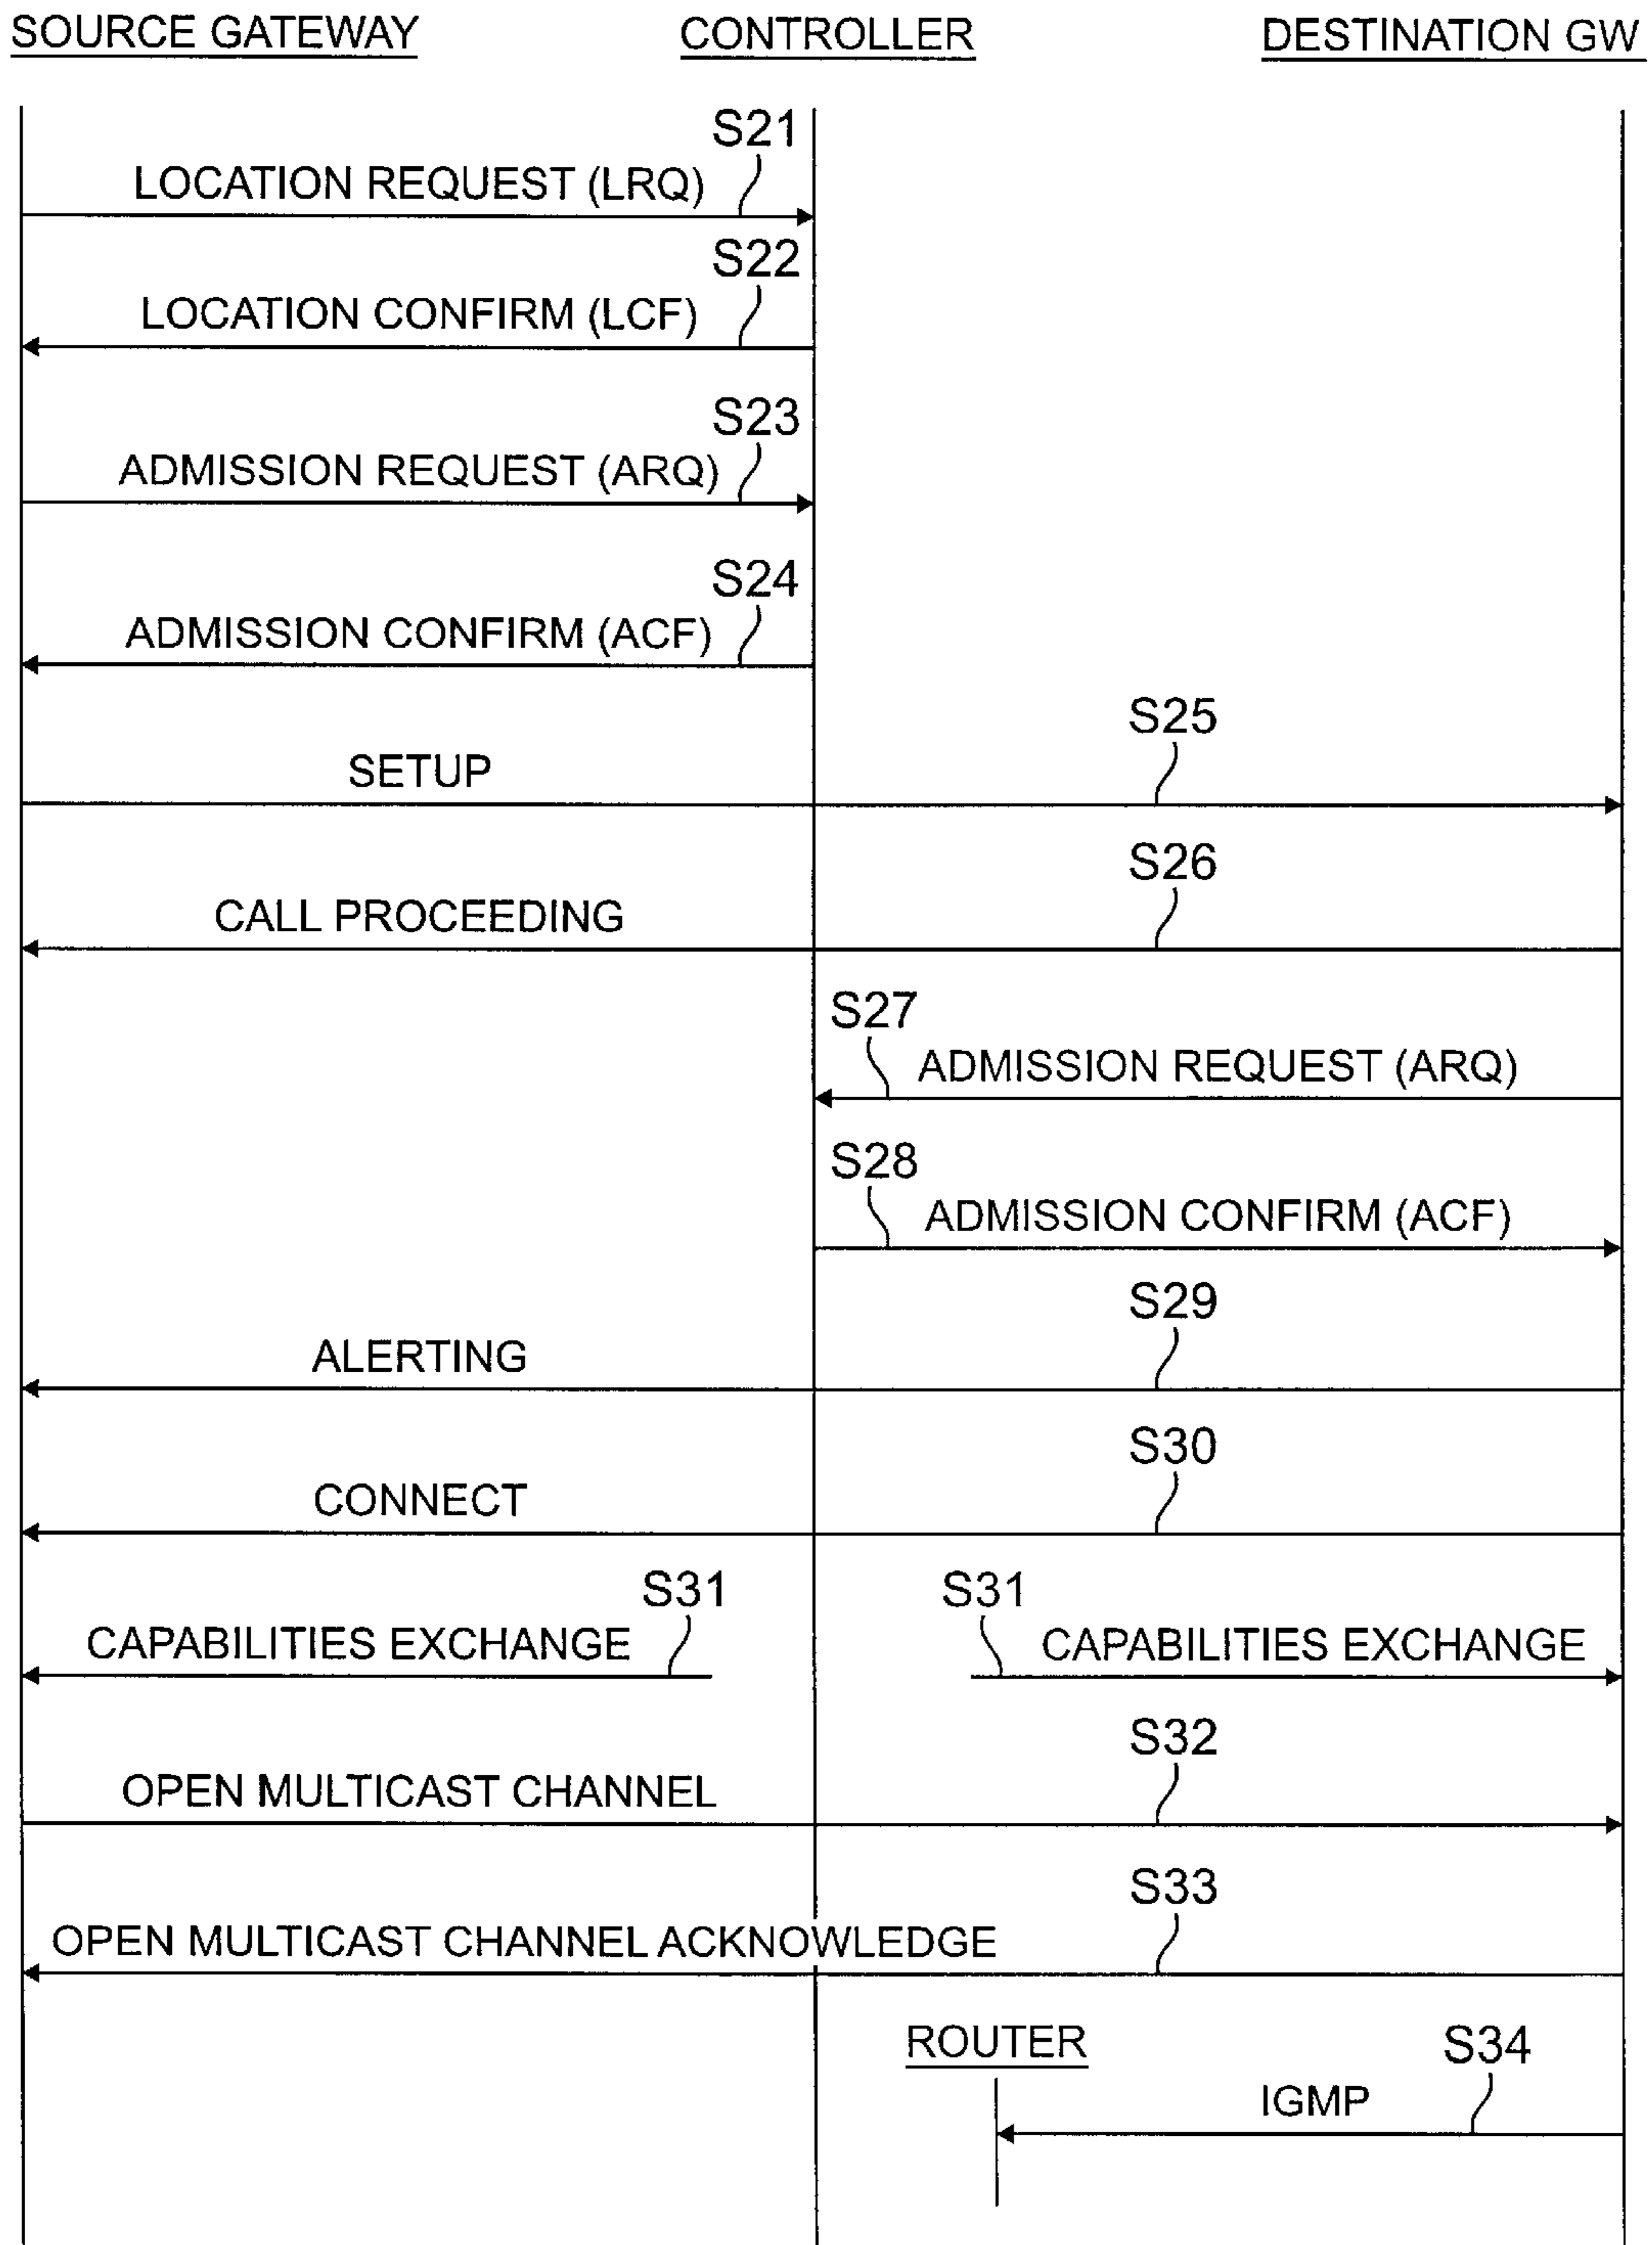 SOURCE GATEWAY CONTROLLER DESTINATION GW
S21
LOCATION REQUEST (LRQ)
S22
LOCATION CONFIRM (LCF)
S23
ADMISSION REQUEST (ARQ)
S24
ADMISSION CONFIRM (ACF)
S25
SETUP
S26
CALL PROCEEDING
S27
ADMISSION REQUEST (ARQ)
S28
ADMISSION CONFIRM (ACF)
S29
ALERTING
S30
CONNECT
S31 S31
CAPABILITIES EXCHANGE CAPABILITIES EXCHANGE
S32
OPEN MULTICAST CHANNEL
S33
OPEN MULTICAST CHANNEL ACKNOWLEDGE
ROUTER S34
IGMP